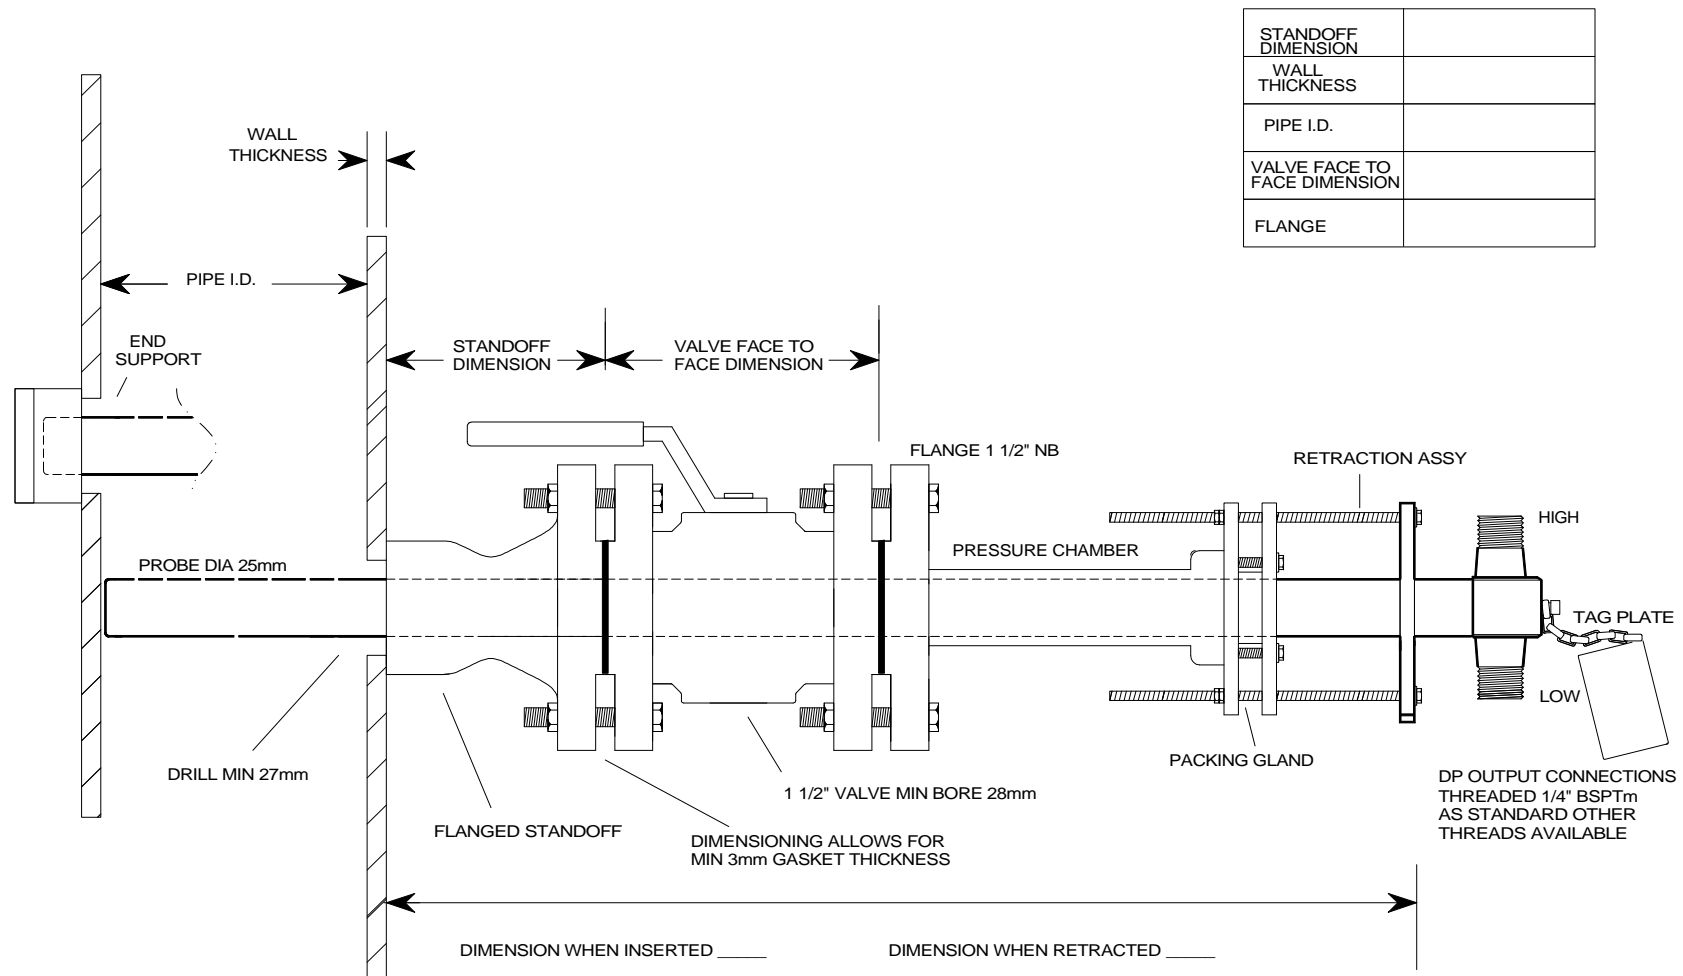 STANDOFF
DIMENSION
WALL
THICKNESS
PIPE I.D.
VALVE FACE TO
FACE DIMENSION
FLANGE
WALL
THICKNESS
PIPE I.D.
END
SUPPORT
STANDOFF
DIMENSION
VALVE FACE TO
FACE DIMENSION
FLANGE 1 1/2" NB
RETRACTION ASSY
HIGH
PRESSURE CHAMBER
PROBE DIA 25mm
TAG PLATE
LOW
PACKING GLAND
DRILL MIN 27mm
1 1/2" VALVE MIN BORE 28mm
FLANGED STANDOFF
DIMENSIONING ALLOWS FOR
MIN 3mm GASKET THICKNESS
DP OUTPUT CONNECTIONS
THREADED 1/4" BSPTm
AS STANDARD OTHER
THREADS AVAILABLE
DIMENSION WHEN INSERTED _____
DIMENSION WHEN RETRACTED _____